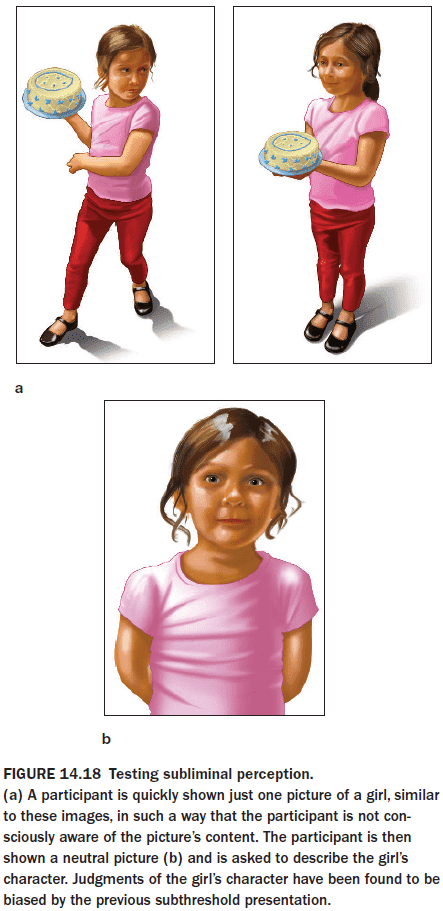 a
b
FIGURE 14.18 Testing subliminal perception.
(a) A participant is quickly shown just one picture of a girl, similar
to these images, in such a way that the participant is not con-
sciously aware of the picture's content. The participant is then
shown a neutral picture (b) and is asked to describe the girl's
character. Judgments of the girl's character have been found to be
biased by the previous subthreshold presentation.